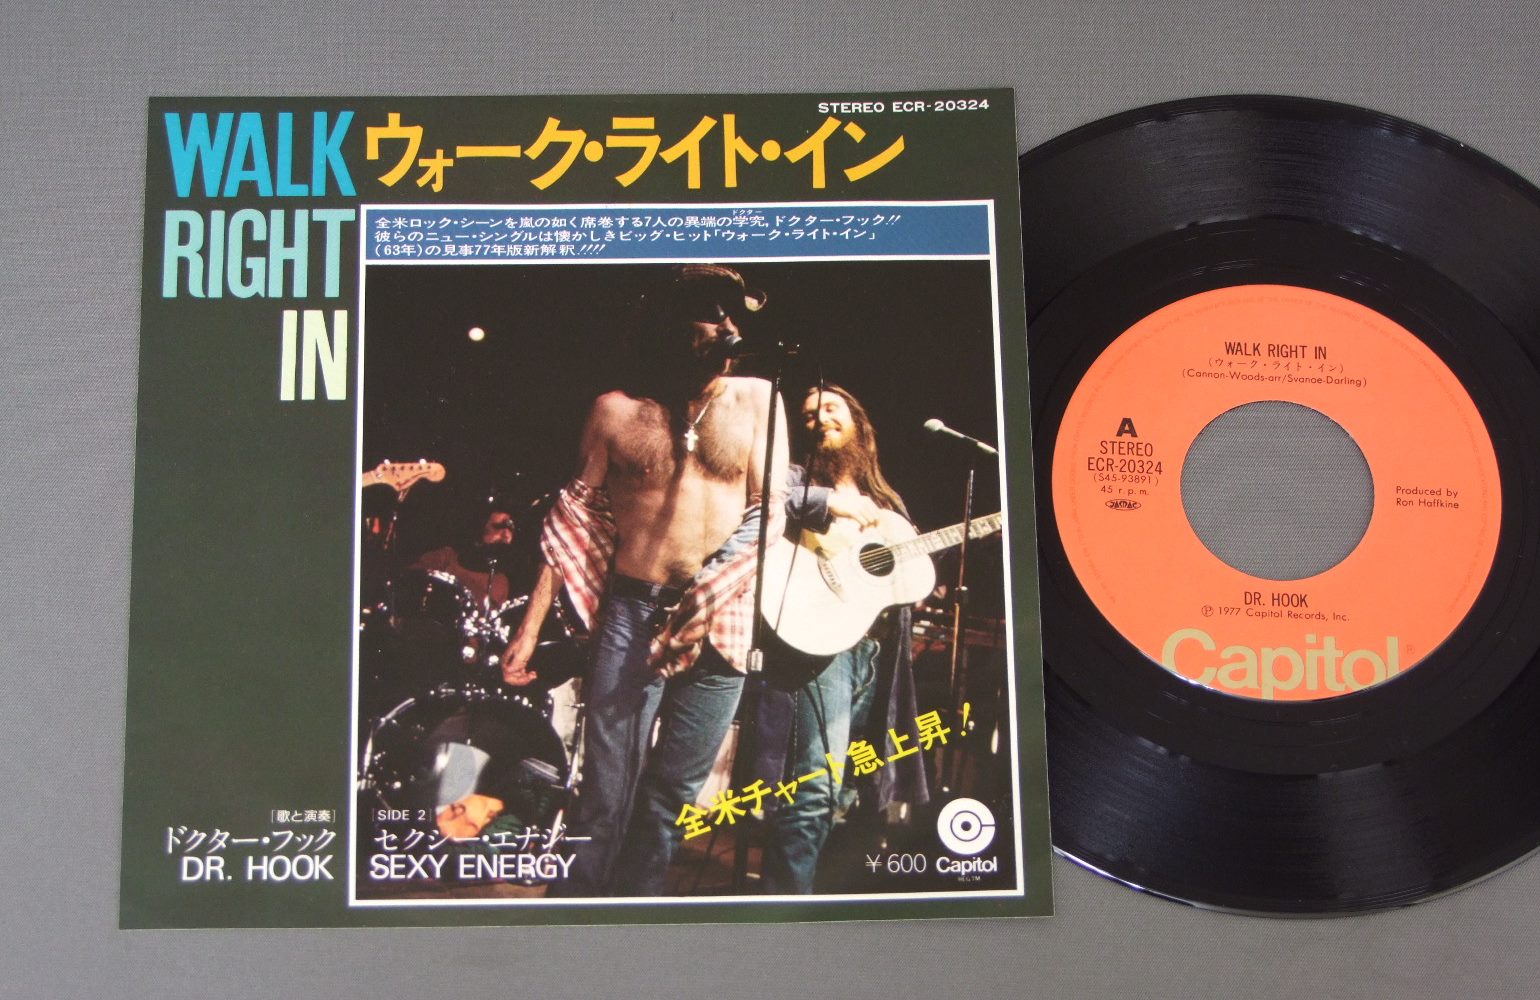 STEREO ECR-20324
WALK
RIGHT
IN
ウォーク・ライト・イン
ドクター
全米ロック・シーンを嵐の如く席巻する7人の異端の学究,ドクター・フック!!
彼らのニュー・シングルは懐かしきビッグ・ヒット「ウォーク・ライト・イン」
(63年)の見事77年版新解釈!!!!
全米チャート急上昇!
[歌と演奏]
ドクター・フック
DR. HOOK
[SIDE 2]
セクシー・エナジー
SEXY ENERGY
¥600
Capitol
WALK RIGHT IN
(ウォーク・ライト・イン)
(Cannon-Woods-arr/Svanoe-Darling)
A
STEREO
ECR-20324
(S45-93891)
45 r.p.m.
JASRAC
Produced by
Ron Haffkine
DR. HOOK
Ⓟ 1977 Capitol Records, Inc.
Capitol®